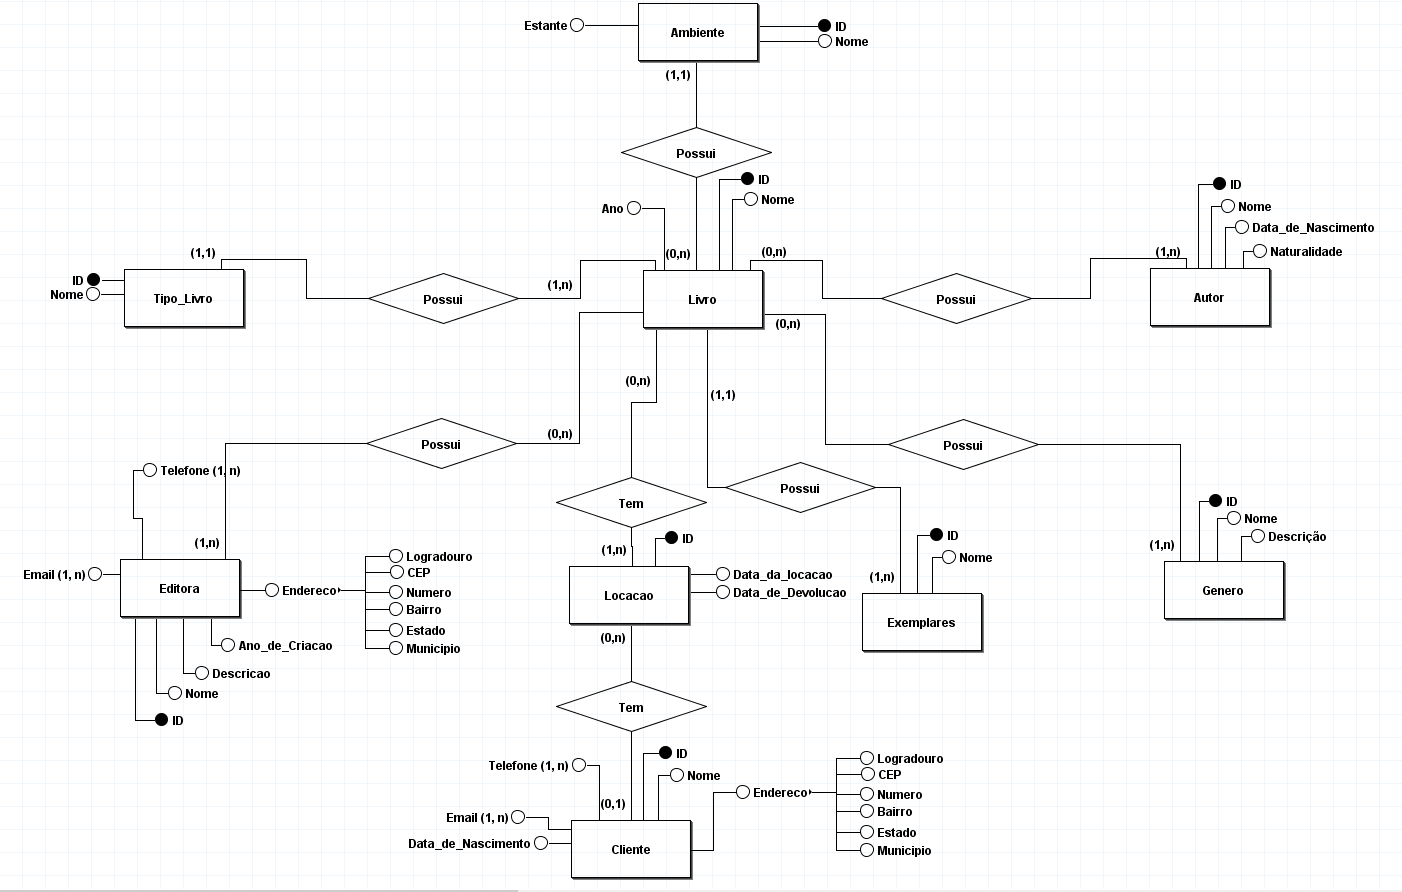 Estante
Ambiente
ID
Nome
(1,1)
Possui
ID
Nome
Ano
(0,n)
(1,1)
ID
Nome
Tipo_Livro
Possui
(1,n)
Livro
(0,n)
Possui
(1,n)
ID
Nome
Data_de_Nascimento
Naturalidade
Autor
(0,n)
(0,n)
(1,1)
(0,n)
Possui
Possui
Telefone (1, n)
Tem
Possui
ID
Nome
Descrição
(1,n)
Genero
(1,n)
Email (1, n)
Editora
Endereco
Logradouro
CEP
Numero
Bairro
Estado
Municipio
Ano_de_Criacao
Descricao
Nome
ID
(1,n)
ID
Locacao
Data_da_locacao
Data_de_Devolucao
(1,n)
ID
Nome
Exemplares
(0,n)
Tem
ID
Nome
Telefone (1, n)
(0,1)
Email (1, n)
Data_de_Nascimento
Cliente
Endereco
Logradouro
CEP
Numero
Bairro
Estado
Municipio